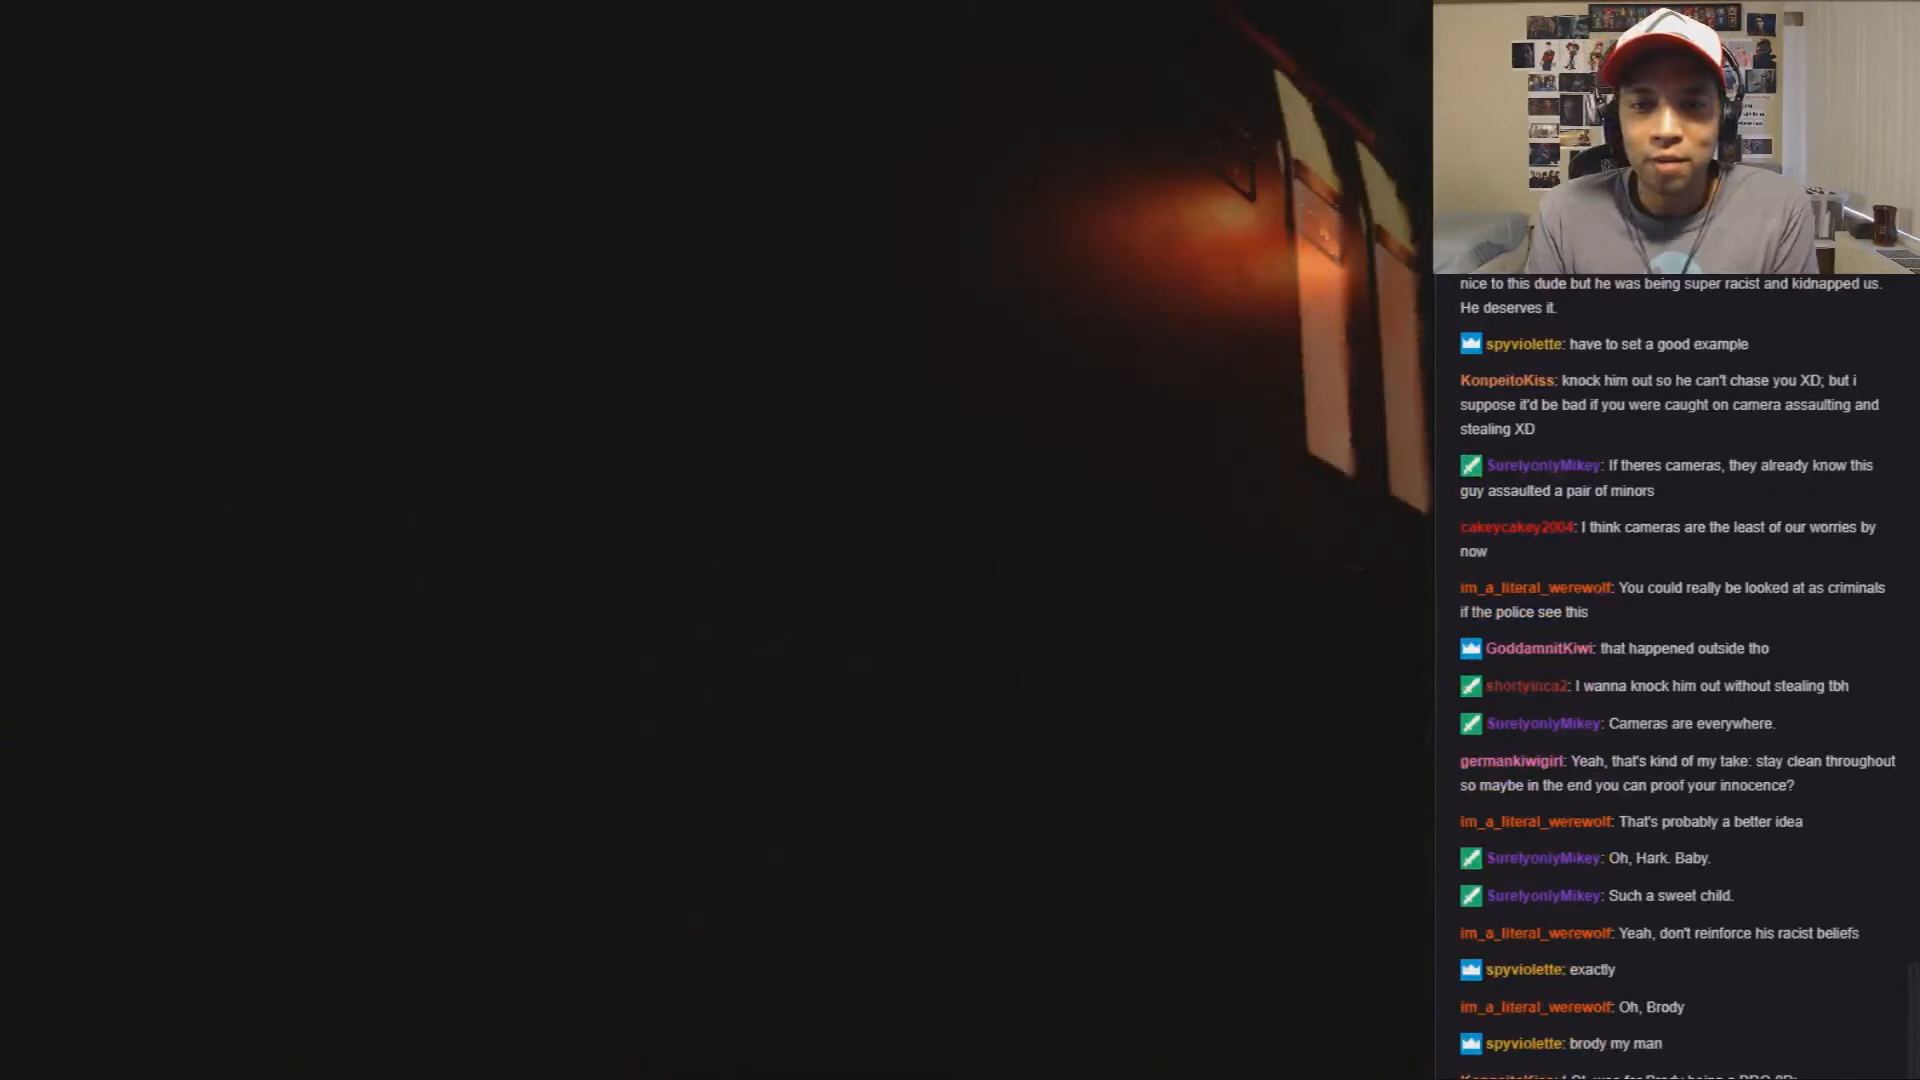 nice to this dude but he was being super racist and kidnapped us.
He deserves it.
spyviolette: have to set a good example
KonpeitoKiss: knock him out so he can't chase you XD; but i
suppose it'd be bad if you were caught on camera assaulting and
stealing XD
SurelyonlyMikey: If theres cameras, they already know this
guy assaulted a pair of minors
cakeycakey2004: I think cameras are the least of our worries by
now
im_a_literal_werewolf: You could really be looked at as criminals
if the police see this
GoddamnitKiwi: that happened outside tho
shortyinca2: I wanna knock him out without stealing tbh
SurelyonlyMikey: Cameras are everywhere.
germankiwigirl: Yeah, that's kind of my take: stay clean throughout
so maybe in the end you can proof your innocence?
im_a_literal_werewolf: That's probably a better idea
SurelyonlyMikey: Oh, Hark. Baby.
SurelyonlyMikey: Such a sweet child.
im_a_literal_werewolf: Yeah, don't reinforce his racist beliefs
spyviolette: exactly
im_a_literal_werewolf: Oh, Brody
spyviolette: brody my man